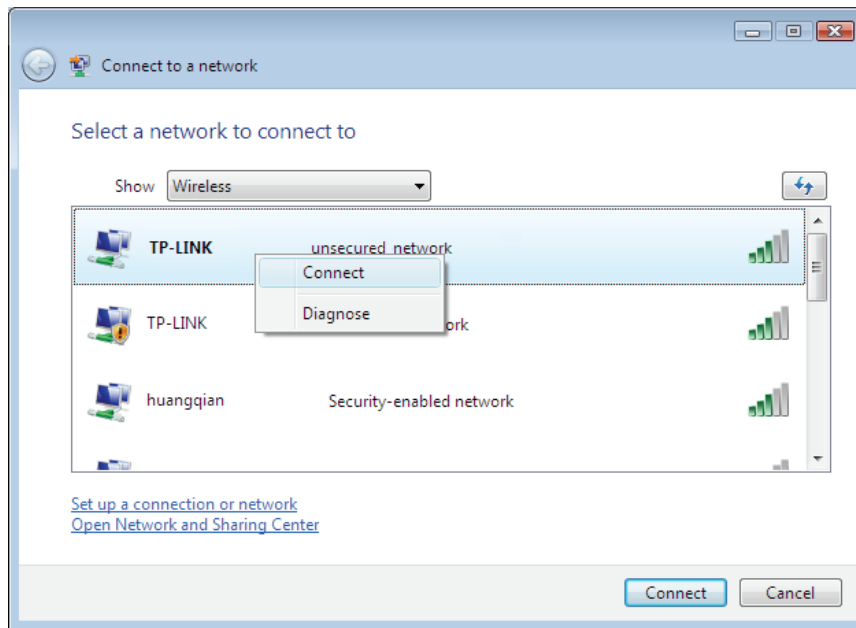 Connect to a network
Select a network to connect to
Show Wireless
TP-LINK unsecured network
Connect
Diagnose
TP-LINK
huangqian Security-enabled network
Set up a connection or network
Open Network and Sharing Center
Connect Cancel